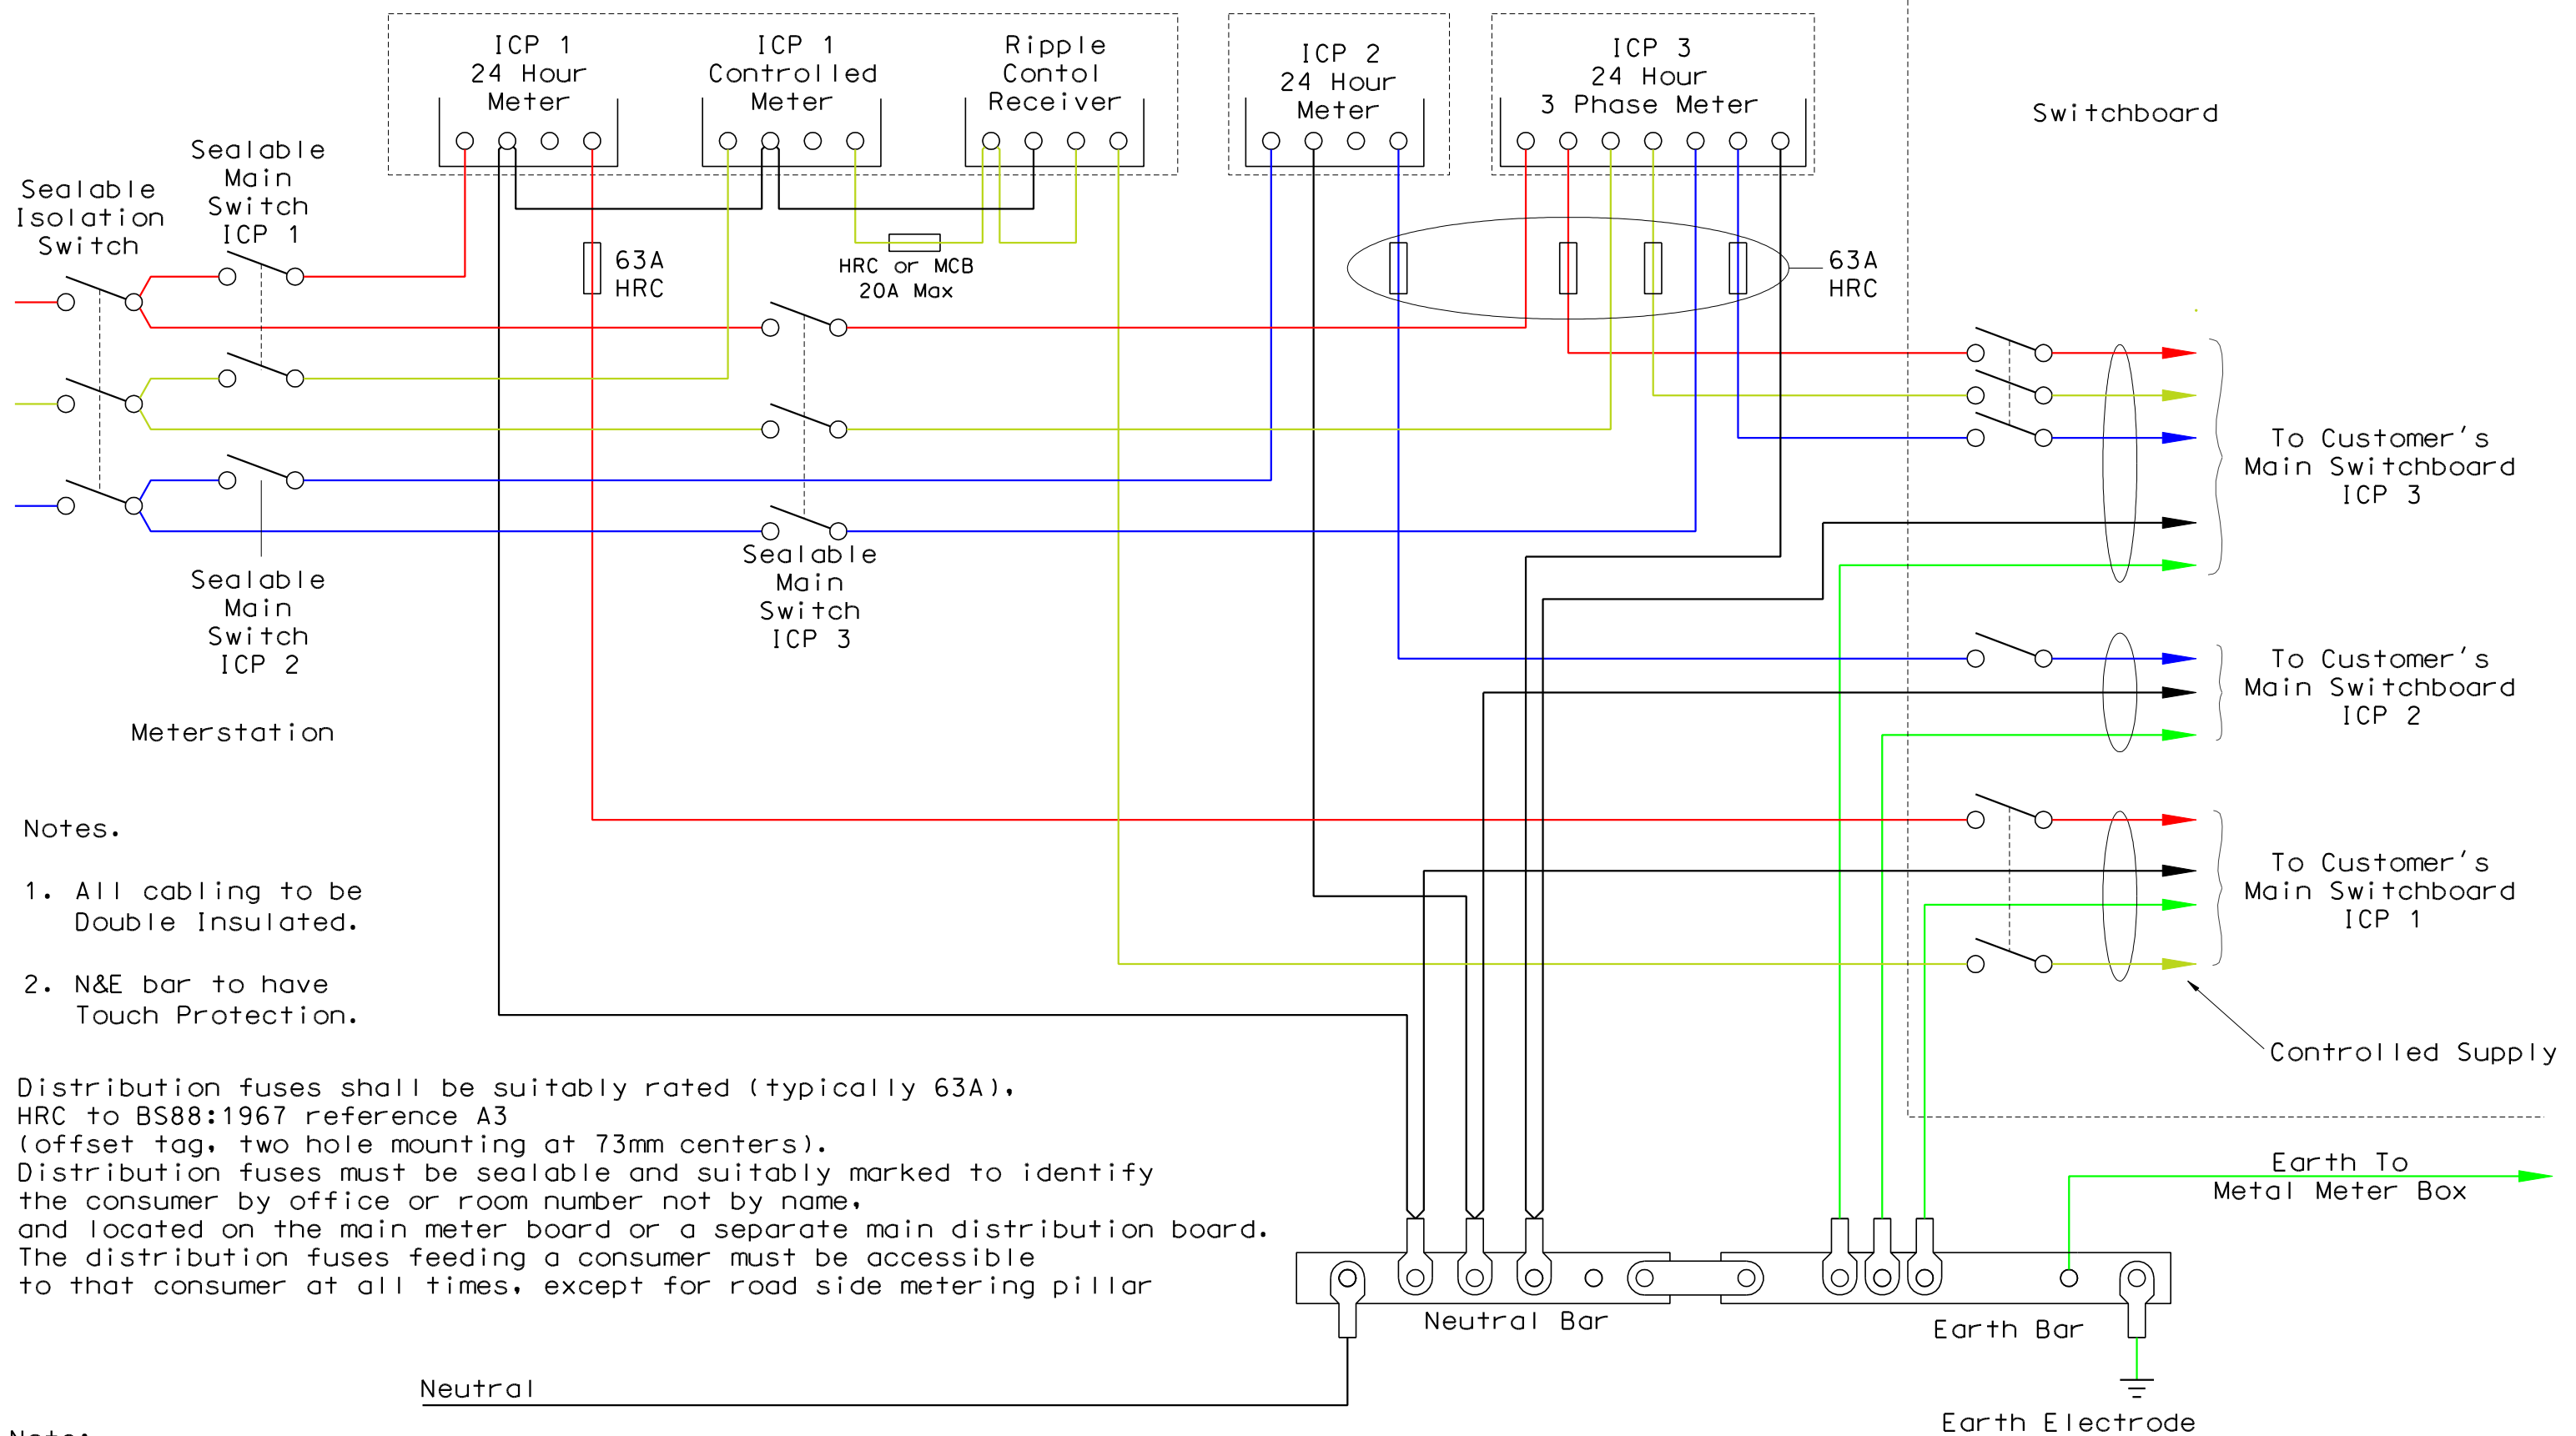 ICP 1
24 Hour
Meter
ICP 1
Controlled
Meter
Ripple
Contol
Receiver
ICP 2
24 Hour
Meter
ICP 3
24 Hour
3 Phase Meter
Switchboard
Sealable
Isolation
Switch
Sealable
Main
Switch
ICP 1
63A
HRC
HRC or MCB
20A Max
63A
HRC
Sealable
Main
Switch
ICP 2
Sealable
Main
Switch
ICP 3
To Customer's
Main Switchboard
ICP 3
To Customer's
Main Switchboard
ICP 2
To Customer's
Main Switchboard
ICP 1
Controlled Supply
Meterstation
Notes.
1. All cabling to be
Double Insulated.
2. N&E bar to have
Touch Protection.
Distribution fuses shall be suitably rated (typically 63A),
HRC to BS88:1967 reference A3
(offset tag, two hole mounting at 73mm centers).
Distribution fuses must be sealable and suitably marked to identify
the consumer by office or room number not by name,
and located on the main meter board or a separate main distribution board.
The distribution fuses feeding a consumer must be accessible
to that consumer at all times, except for road side metering pillar
Earth To
Metal Meter Box
Neutral Bar
Earth Bar
Neutral
Earth Electrode
Note: